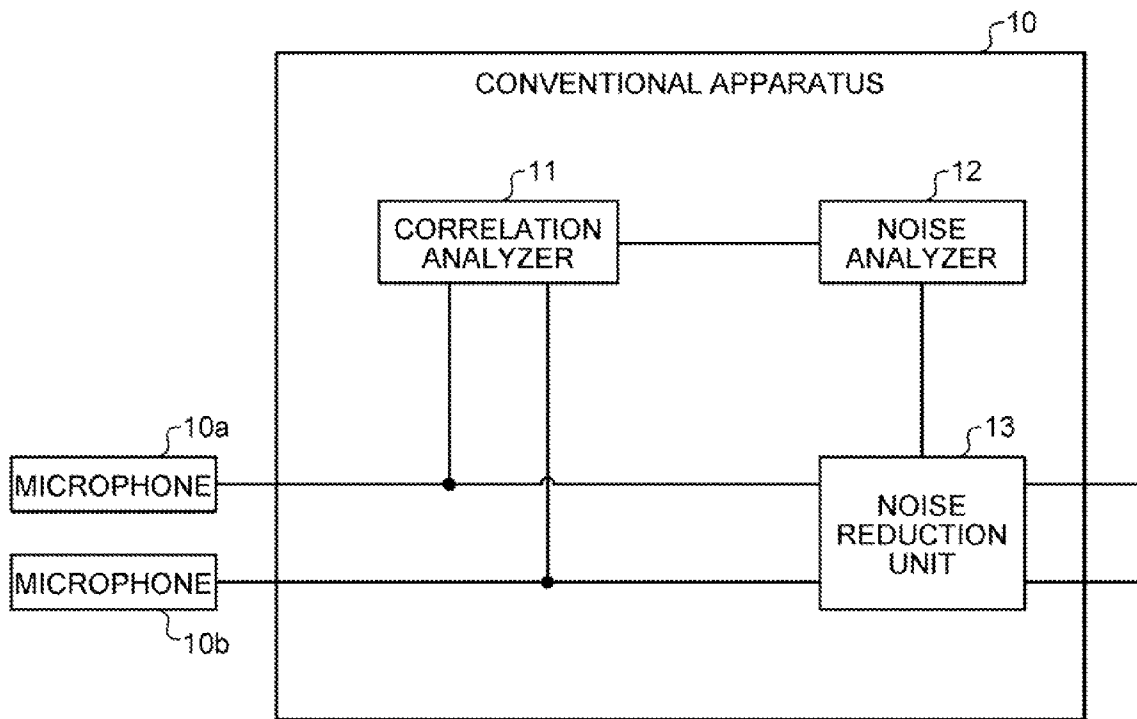 10
CONVENTIONAL APPARATUS
11
12
CORRELATION
ANALYZER
NOISE
ANALYZER
10a
13
MICROPHONE
NOISE
REDUCTION
UNIT
MICROPHONE
10b